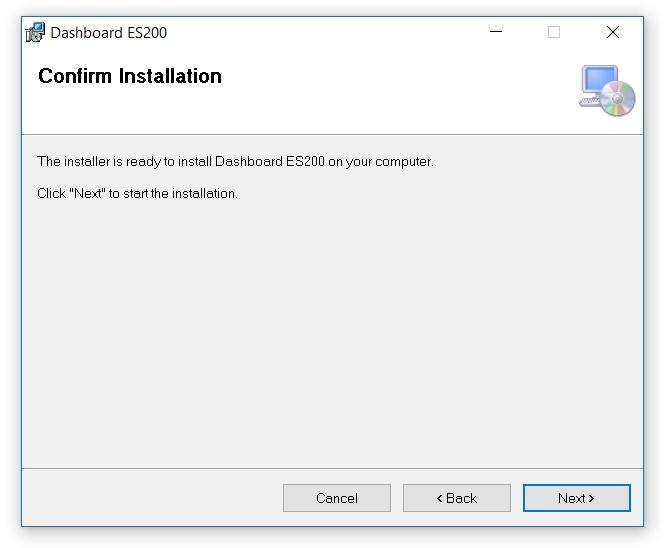 Dashboard ES200
Confirm Installation
The installer is ready to install Dashboard ES200 on your computer.
Click "Next" to start the installation.
Cancel
< Back
Next >